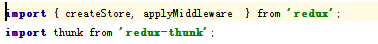 import { createStore, applyMiddleware  } from 'redux';
import thunk from 'redux-thunk';